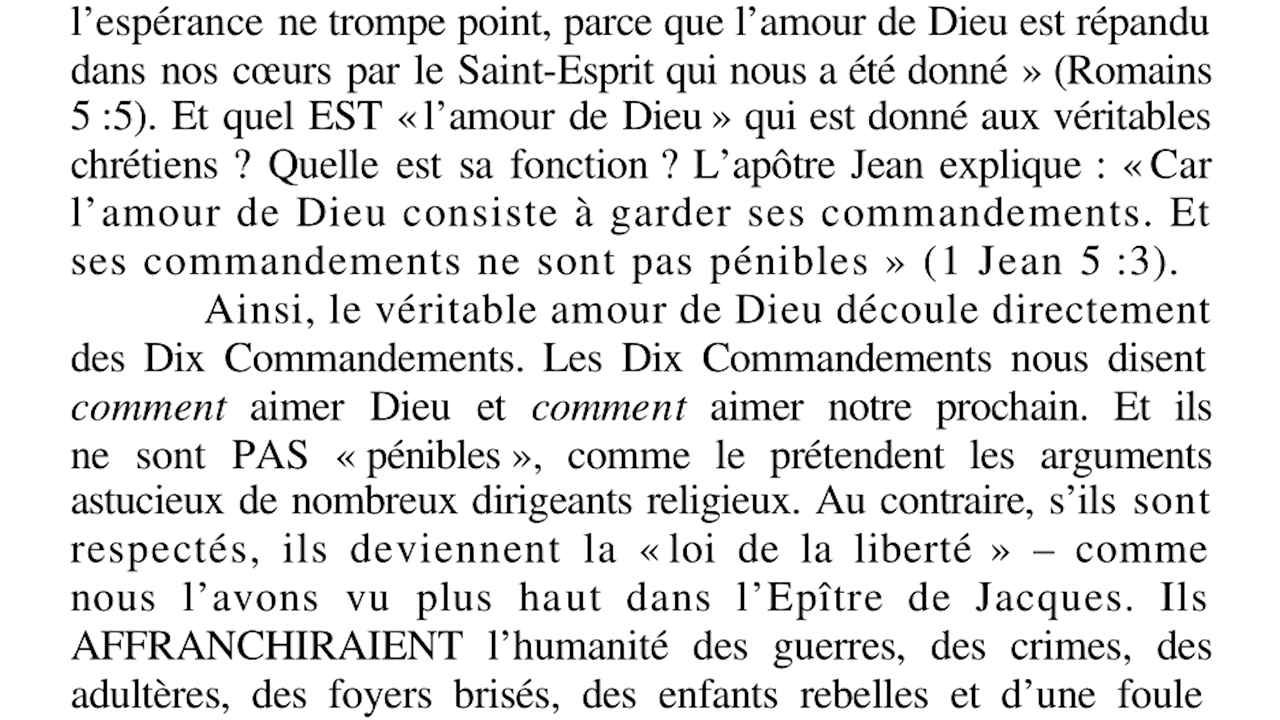 l’espérance ne trompe point, parce que l’amour de Dieu est répandu
dans nos cœurs par le Saint-Esprit qui nous a été donné » (Romains
5 :5). Et quel EST « l’amour de Dieu » qui est donné aux véritables
chrétiens ? Quelle est sa fonction ? L’apôtre Jean explique : « Car
l’amour de Dieu consiste à garder ses commandements. Et
ses commandements ne sont pas pénibles » (1 Jean 5 :3).
Ainsi, le véritable amour de Dieu découle directement
des Dix Commandements. Les Dix Commandements nous disent
comment aimer Dieu et comment aimer notre prochain. Et ils
ne sont PAS « pénibles », comme le prétendent les arguments
astucieux de nombreux dirigeants religieux. Au contraire, s’ils sont
respectés, ils deviennent la « loi de la liberté » – comme
nous l’avons vu plus haut dans l’Epître de Jacques. Ils
AFFRANCHIRAIENT l’humanité des guerres, des crimes, des
adultères, des foyers brisés, des enfants rebelles et d’une foule